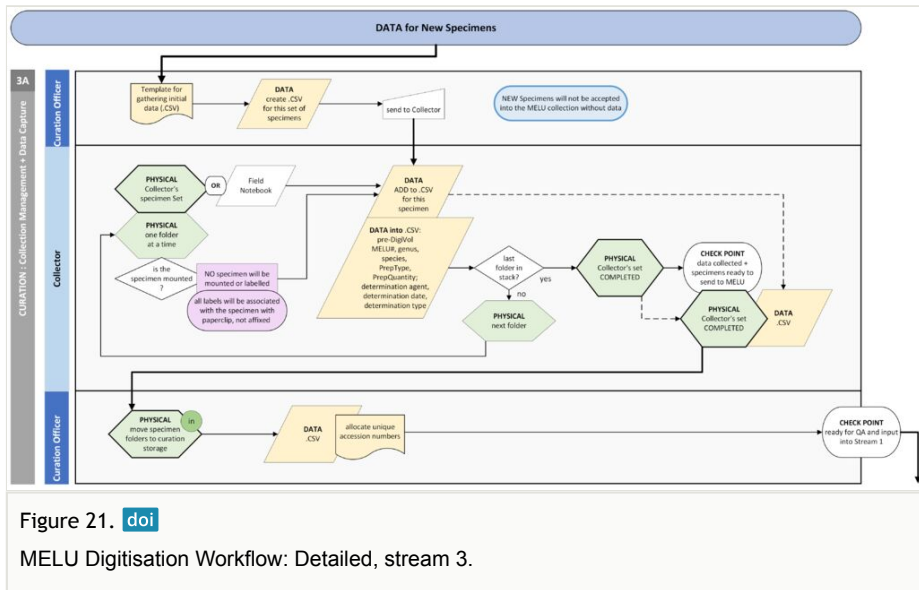 DATA for New Specimens
3A
CURATION : Collection Management + Data Capture
Curation Officer
Template for
gathering initial
data (.CSV)
DATA
create .CSV
for this set of
specimens
send to Collector
NEW Specimens will not be accepted
into the MELU collection without data
Collector
PHYSICAL
Collector's
specimen Set
OR
Field
Notebook
DATA
ADD to .CSV
for this
specimen
PHYSICAL
one folder
at a time
DATA into .CSV:
pre-DigiVol
MELU#, genus,
species,
PrepType,
PrepQuantity;
determination agent,
determination date,
determination type
is the
specimen mounted
?
NO specimen will be
mounted or labelled
all labels will be associated
with the specimen with
paperclip, not affixed
last
folder in
stack?
yes
no
PHYSICAL
next folder
PHYSICAL
Collector's set
COMPLETED
CHECK POINT
data collected +
specimens ready to
send to MELU
PHYSICAL
Collector's set
COMPLETED
DATA
.CSV
Curation Officer
PHYSICAL
move specimen
folders to curation
storage
in
DATA
.CSV
allocate unique
accession numbers
CHECK POINT
ready for QA and input
into Stream 1
Figure 21. doi
MELU Digitisation Workflow: Detailed, stream 3.